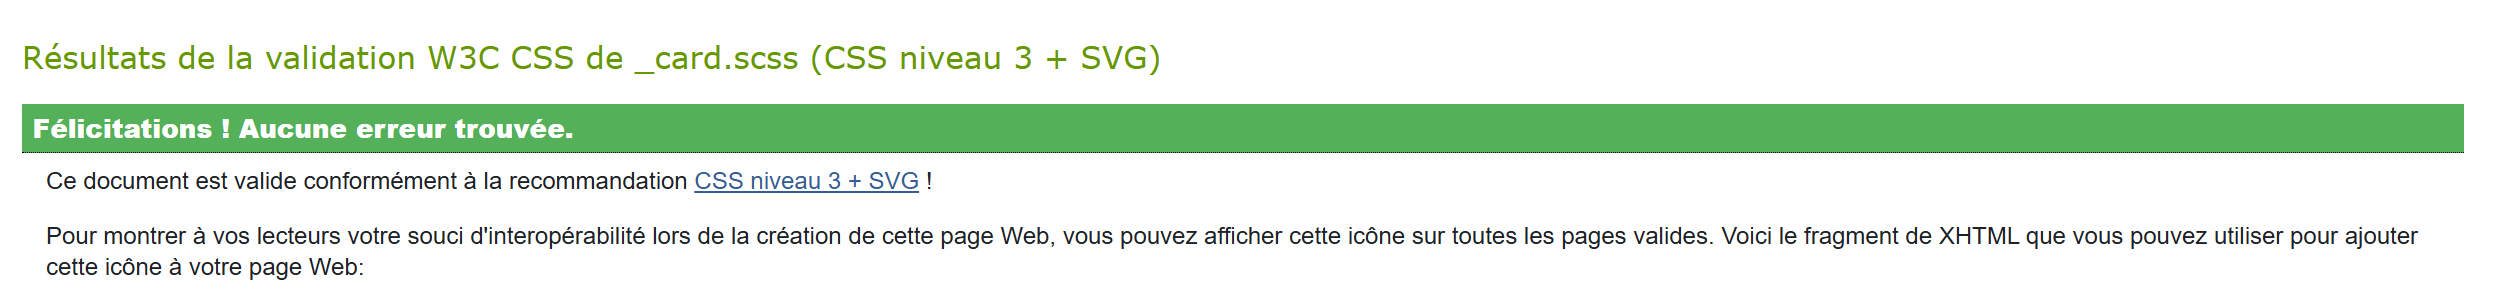 Résultats de la validation W3C CSS de _card.scss (CSS niveau 3 + SVG)
Félicitations ! Aucune erreur trouvée.
Ce document est valide conformément à la recommandation CSS niveau 3 + SVG !
Pour montrer à vos lecteurs votre souci d'interopérabilité lors de la création de cette page Web, vous pouvez afficher cette icône sur toutes les pages valides. Voici le fragment de XHTML que vous pouvez utiliser pour ajouter
cette icône à votre page Web: